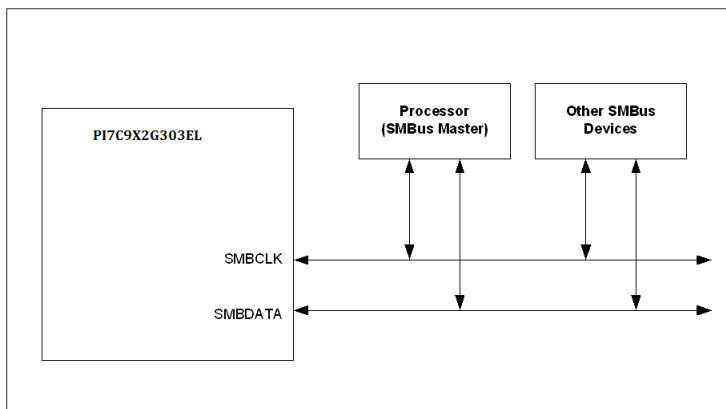 PI7C9X2G303EL
Processor
(SMBus Master)
Other SMBus
Devices
SMBCLK
SMBDATA